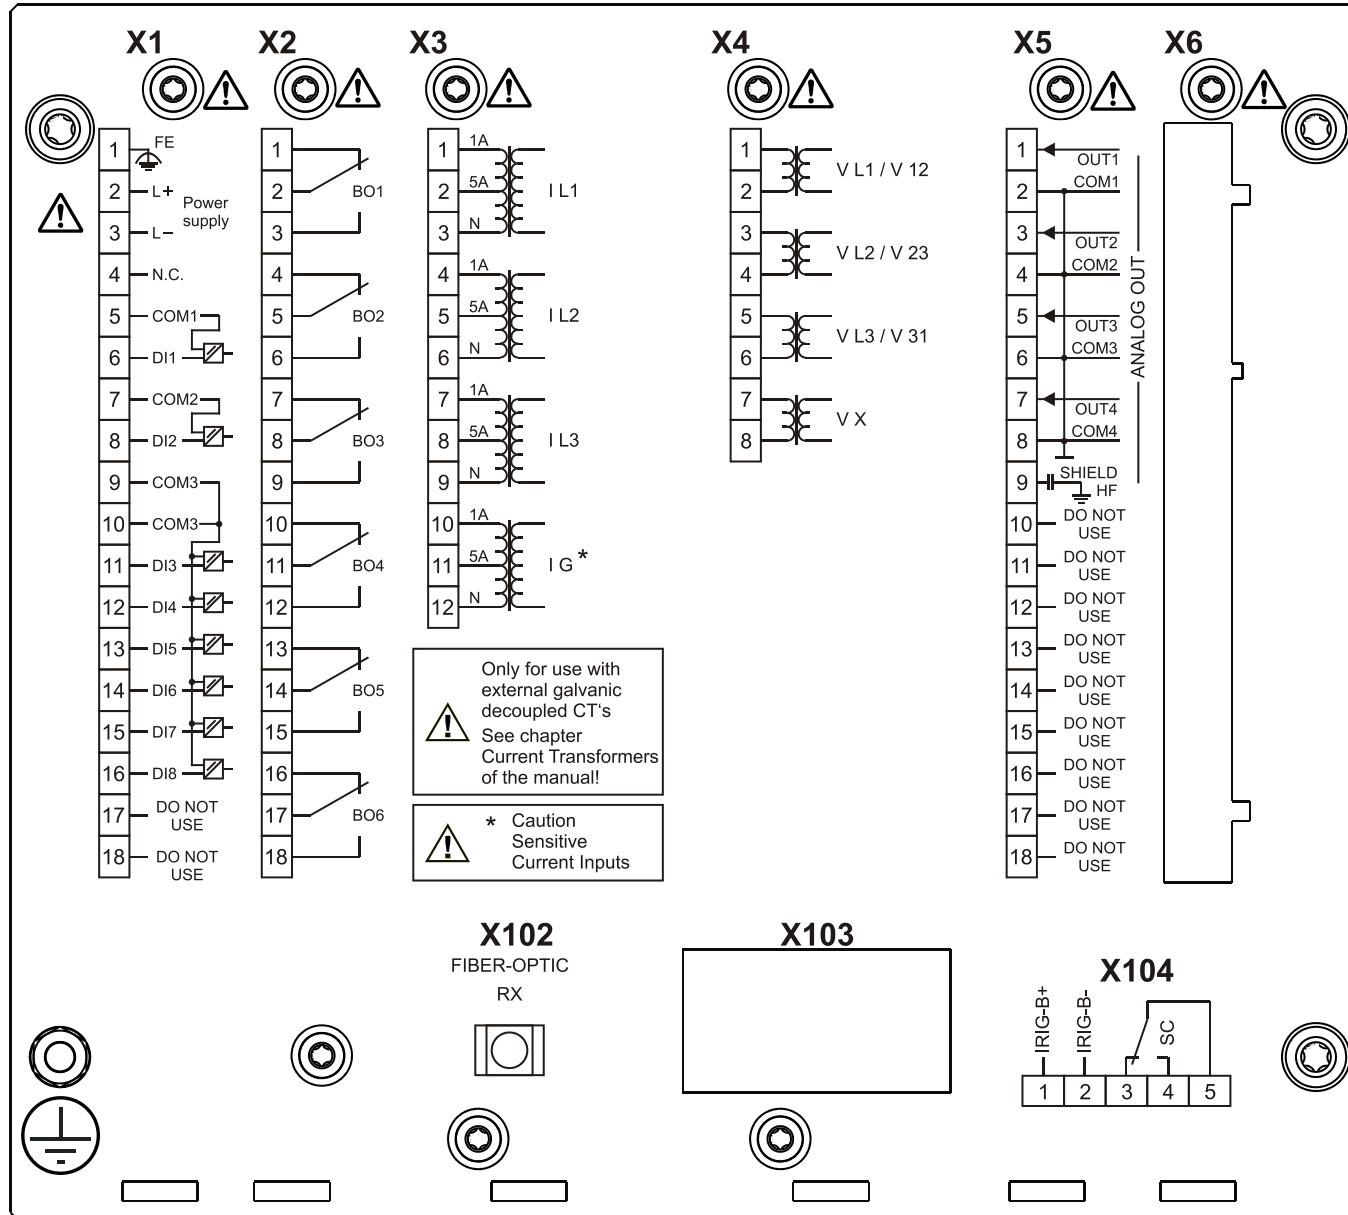 X1
X2
X3
X4
X5
X6
1
FE
2
L+
Power
supply
3
L−
4
N.C.
5
COM1
6
DI1
7
COM2
8
DI2
9
COM3
10
COM3
11
DI3
12
DI4
13
DI5
14
DI6
15
DI7
16
DI8
17
DO NOT
USE
18
DO NOT
USE
1
2
BO1
3
4
5
BO2
6
7
8
BO3
9
10
11
BO4
12
13
14
BO5
15
16
17
BO6
18
1
1A
2
5A
I L1
3
N
4
1A
5
5A
I L2
6
N
7
1A
8
5A
I L3
9
N
10
1A
11
5A
I G *
12
N
Only for use with
external galvanic
decoupled CT‘s
See chapter
Current Transformers
of the manual!
* Caution
Sensitive
Current Inputs
1
V L1 / V 12
2
3
V L2 / V 23
4
5
V L3 / V 31
6
7
V X
8
1
OUT1
2
COM1
3
OUT2
4
COM2
5
OUT3
6
COM3
7
OUT4
8
COM4
ANALOG OUT
9
SHIELD
HF
10
DO NOT
USE
11
DO NOT
USE
12
DO NOT
USE
13
DO NOT
USE
14
DO NOT
USE
15
DO NOT
USE
16
DO NOT
USE
17
DO NOT
USE
18
DO NOT
USE
X102
FIBER-OPTIC
RX
X103
X104
IRIG-B+
IRIG-B-
SC
1 2 3 4 5